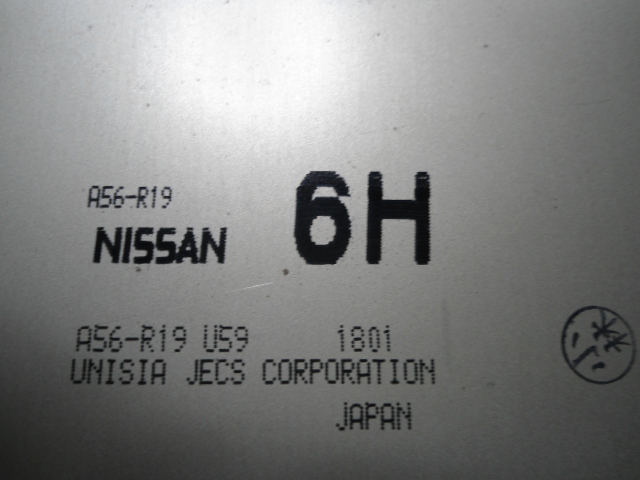 A56-R19
NISSAN 6H
A56-R19 U59 1801
UNISIA JECS CORPORATION
JAPAN